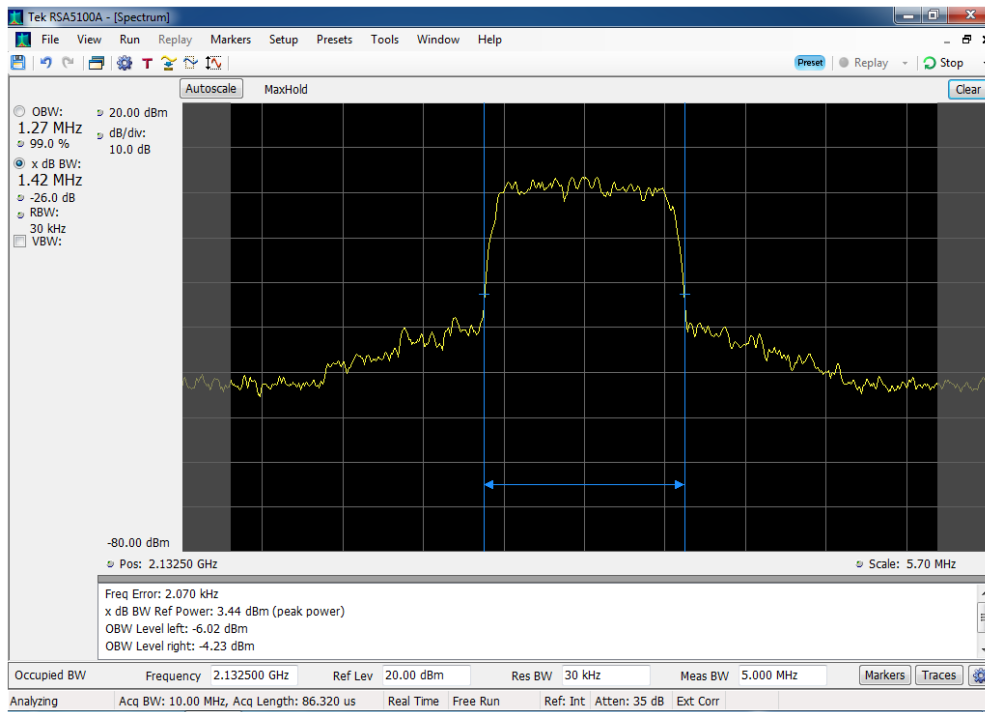 Tek RSA5100A - [Spectrum]
File View Run Replay Markers Setup Presets Tools Window Help
T Preset Replay Stop
Autoscale MaxHold Clear
OBW:
1.27 MHz
99.0 %
x dB BW:
1.42 MHz
-26.0 dB
RBW:
30 kHz
VBW:
20.00 dBm
dB/div:
10.0 dB
-80.00 dBm
Pos: 2.13250 GHz Scale: 5.70 MHz
Freq Error: 2.070 kHz
x dB BW Ref Power: 3.44 dBm (peak power)
OBW Level left: -6.02 dBm
OBW Level right: -4.23 dBm
Occupied BW Frequency 2.132500 GHz Ref Lev 20.00 dBm Res BW 30 kHz Meas BW 5.000 MHz Markers Traces
Analyzing Acq BW: 10.00 MHz, Acq Length: 86.320 us Real Time Free Run Ref: Int Atten: 35 dB Ext Corr